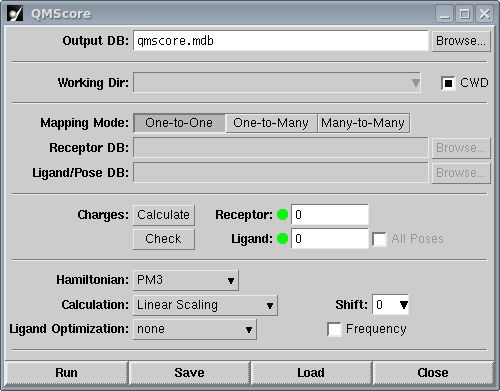 QMScore
Output DB: qmscore.mdb Browse...
Working Dir: CWD
Mapping Mode: One-to-One One-to-Many Many-to-Many
Receptor DB: Browse...
Ligand/Pose DB: Browse...
Charges: Calculate Receptor: 0
Check Ligand: 0 All Poses
Hamiltonian: PM3
Calculation: Linear Scaling Shift: 0
Ligand Optimization: none Frequency
Run Save Load Close